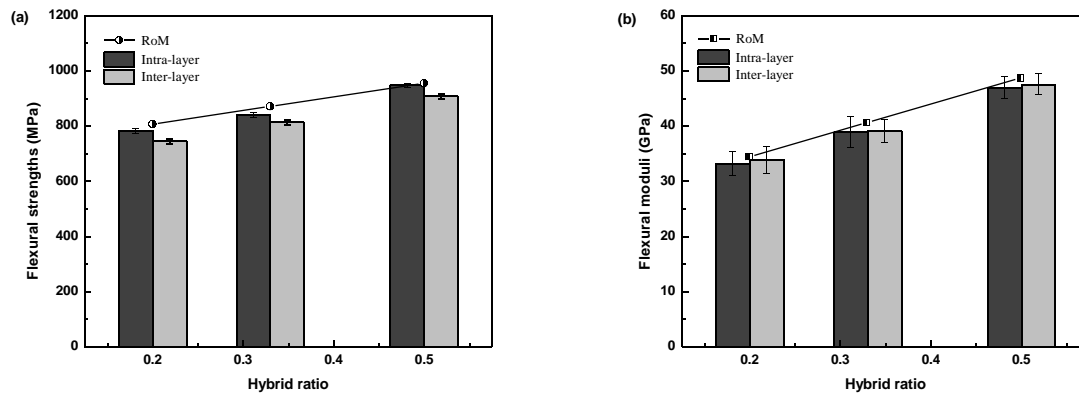 (a)
Flexural strengths (MPa)
1200
1000
800
600
400
200
0
RoM
Intra-layer
Inter-layer
0.2 0.3 0.4 0.5
Hybrid ratio
(b)
Flexural moduli (GPa)
60
50
40
30
20
10
0
RoM
Intra-layer
Inter-layer
0.2 0.3 0.4 0.5
Hybrid ratio